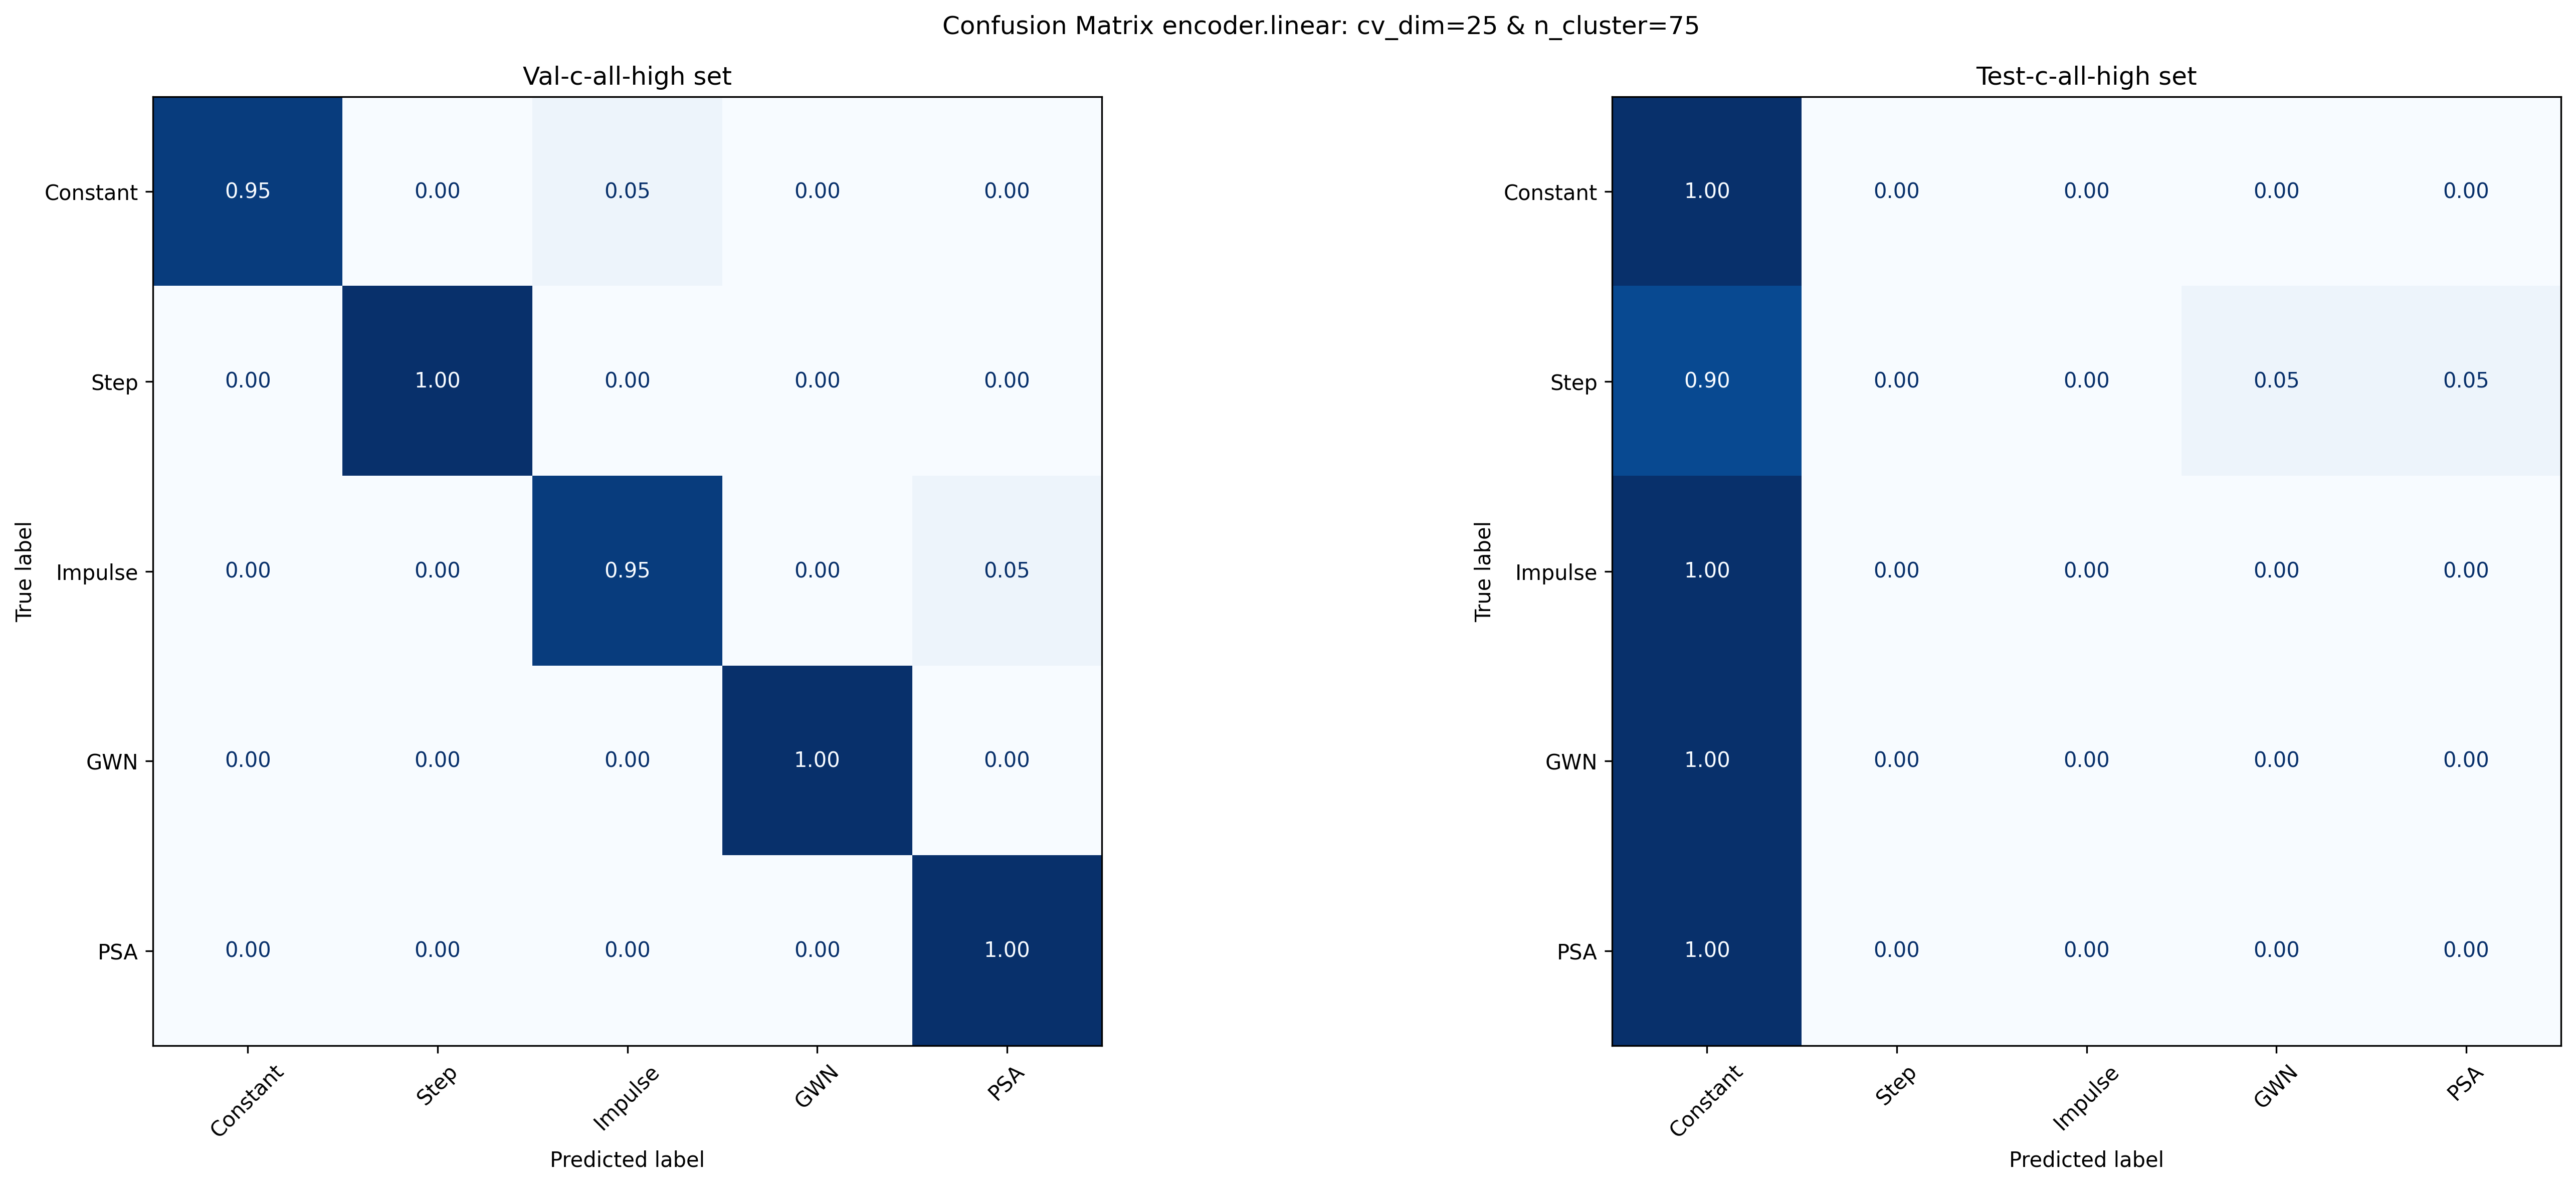 Confusion Matrix encoder.linear: cv_dim=25 & n_cluster=75
Val-c-all-high set
True label
Constant 0.95 0.00 0.05 0.00 0.00
Step 0.00 1.00 0.00 0.00 0.00
Impulse 0.00 0.00 0.95 0.00 0.05
GWN 0.00 0.00 0.00 1.00 0.00
PSA 0.00 0.00 0.00 0.00 1.00
Constant Step Impulse GWN PSA
Predicted label
Test-c-all-high set
True label
Constant 1.00 0.00 0.00 0.00 0.00
Step 0.90 0.00 0.00 0.05 0.05
Impulse 1.00 0.00 0.00 0.00 0.00
GWN 1.00 0.00 0.00 0.00 0.00
PSA 1.00 0.00 0.00 0.00 0.00
Constant Step Impulse GWN PSA
Predicted label